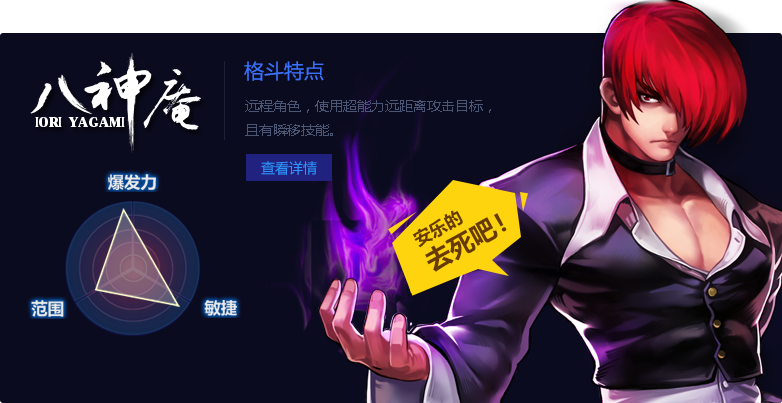 八神庵
IORI YAGAMI
格斗特点
远程角色，使用超能力远距离攻击目标，
且有瞬移技能。
查看详情
爆发力
范围
敏捷
安乐的
去死吧！